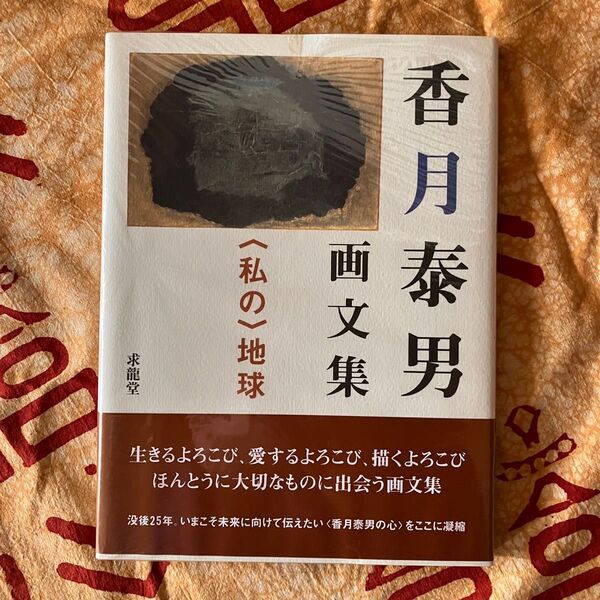 香月泰男
画文集
〈私の〉地球
求龍堂
生きるよろこび、愛するよろこび、描くよろこび
ほんとうに大切なものに出会う画文集
没後25年。いまこそ未来に向けて伝えたい〈香月泰男の心〉をここに凝縮